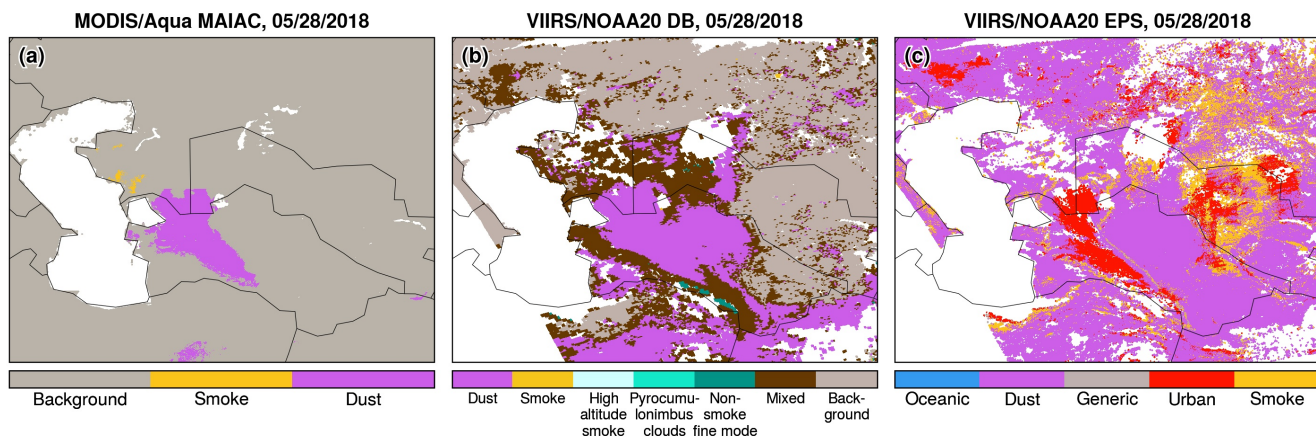 MODIS/Aqua MAIAC, 05/28/2018
VIIRS/NOAA20 DB, 05/28/2018
VIIRS/NOAA20 EPS, 05/28/2018
(a)
(b)
(c)
Background
Smoke
Dust
Dust
Smoke
High
altitude
smoke
Pyrocumu-
lonimbus
clouds
Non-
smoke
fine mode
Mixed
Back-
ground
Oceanic
Dust
Generic
Urban
Smoke